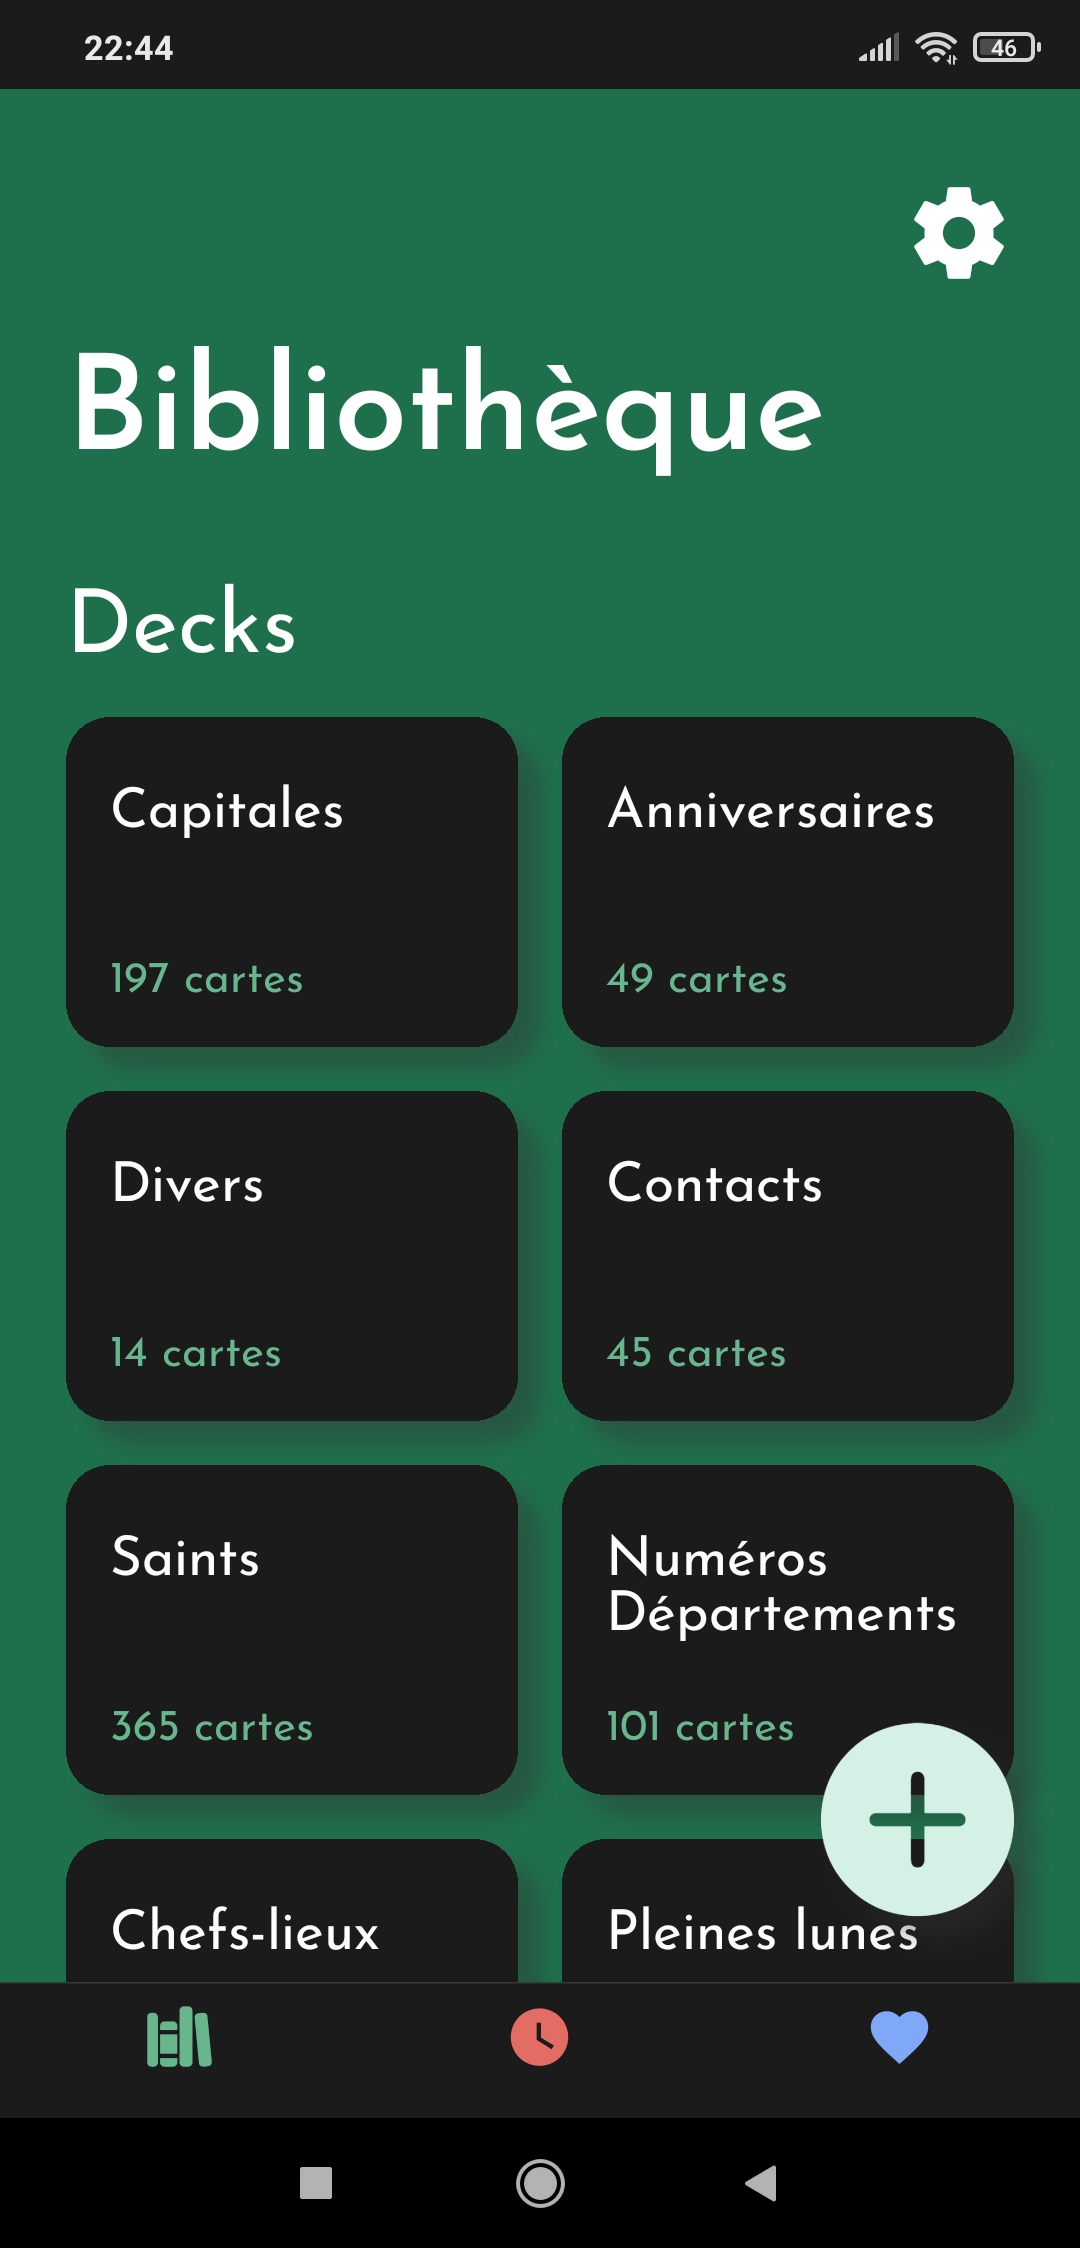 22:44
46
Bibliothèque
Decks
Capitales
197 cartes
Anniversaires
49 cartes
Divers
14 cartes
Contacts
45 cartes
Saints
365 cartes
Numéros
Départements
101 cartes
Chefs-lieux
Pleines lunes